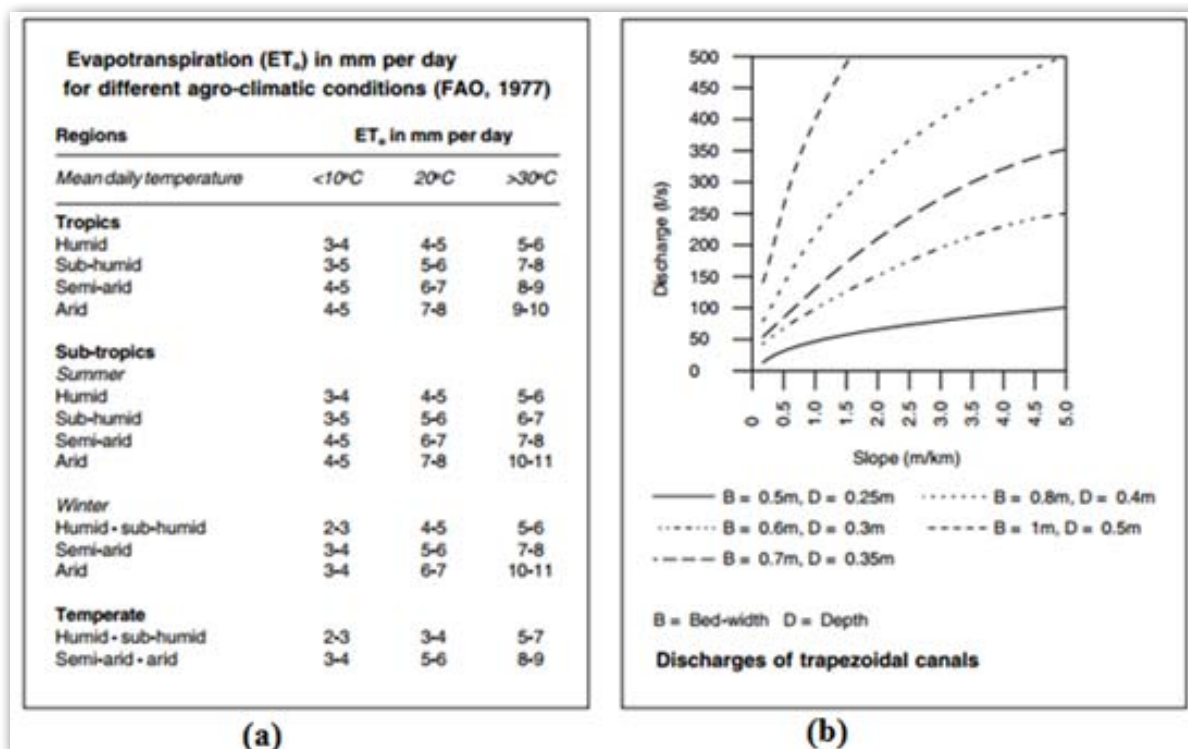 Evapotranspiration (ETo) in mm per day
for different agro-climatic conditions (FAO, 1977)
Regions ETo in mm per day
Mean daily temperature <10°C 20°C >30°C
Tropics
Humid 3-4 4-5 5-6
Sub-humid 3-5 5-6 7-8
Semi-arid 4-5 6-7 8-9
Arid 4-5 7-8 9-10
Sub-tropics
Summer
Humid 3-4 4-5 5-6
Sub-humid 3-5 5-6 6-7
Semi-arid 4-5 6-7 7-8
Arid 4-5 7-8 10-11
Winter
Humid - sub-humid 2-3 4-5 5-6
Semi-arid 3-4 5-6 7-8
Arid 3-4 6-7 10-11
Temperate
Humid - sub-humid 2-3 3-4 5-7
Semi-arid - arid 3-4 5-6 8-9
(a)
500
450
400
350
300
250
200
150
100
50
0
Discharge (l/s)
0 0.5 1.0 1.5 2.0 2.5 3.0 3.5 4.0 4.5 5.0
Slope (m/km)
B = 0.5m, D = 0.25m B = 0.8m, D = 0.4m
B = 0.6m, D = 0.3m B = 1m, D = 0.5m
B = 0.7m, D = 0.35m
B = Bed-width D = Depth
Discharges of trapezoidal canals
(b)